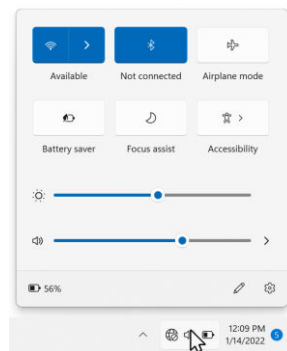 Available
Not connected
Airplane mode
Battery saver
Focus assist
Accessibility
56%
12:09 PM
1/14/2022
5